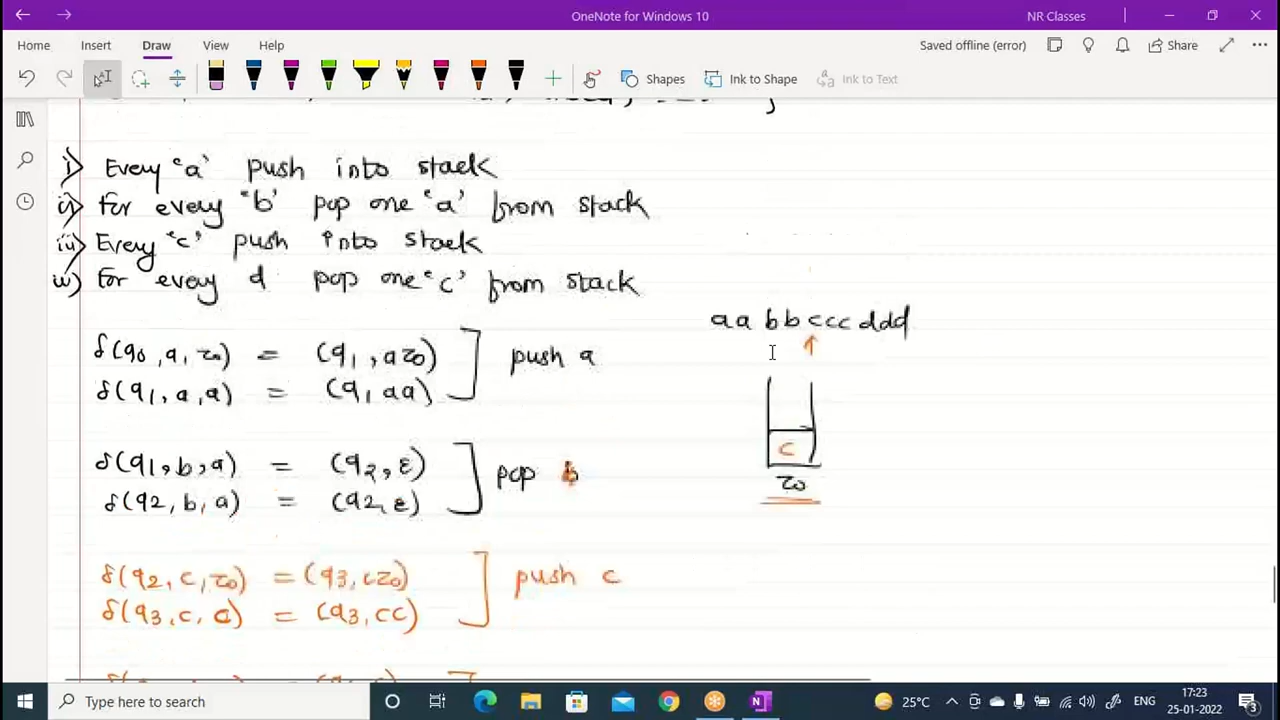 OneNote for Windows 10
NR Classes
Home Insert Draw View Help
Saved offline (error)
Share
Shapes
Ink to Shape
Ink to Text
i) Every 'a' push into stack
ii) For every 'b' pop one 'a' from stack
iii) Every 'c' push into stack
iv) For every d pop one 'c' from stack
aa bb ccc ddd
δ(q0, a, z0) = (q1, az0)
push a
δ(q1, a, a) = (q1, aa)
c
δ(q1, b, a) = (q2, ε)
pop
z0
δ(q2, b, a) = (q2, ε)
δ(q2, c, z0) = (q3, cz0)
push c
δ(q3, c, c) = (q3, cc)
Type here to search
25°C
ENG
17:23
25-01-2022
3